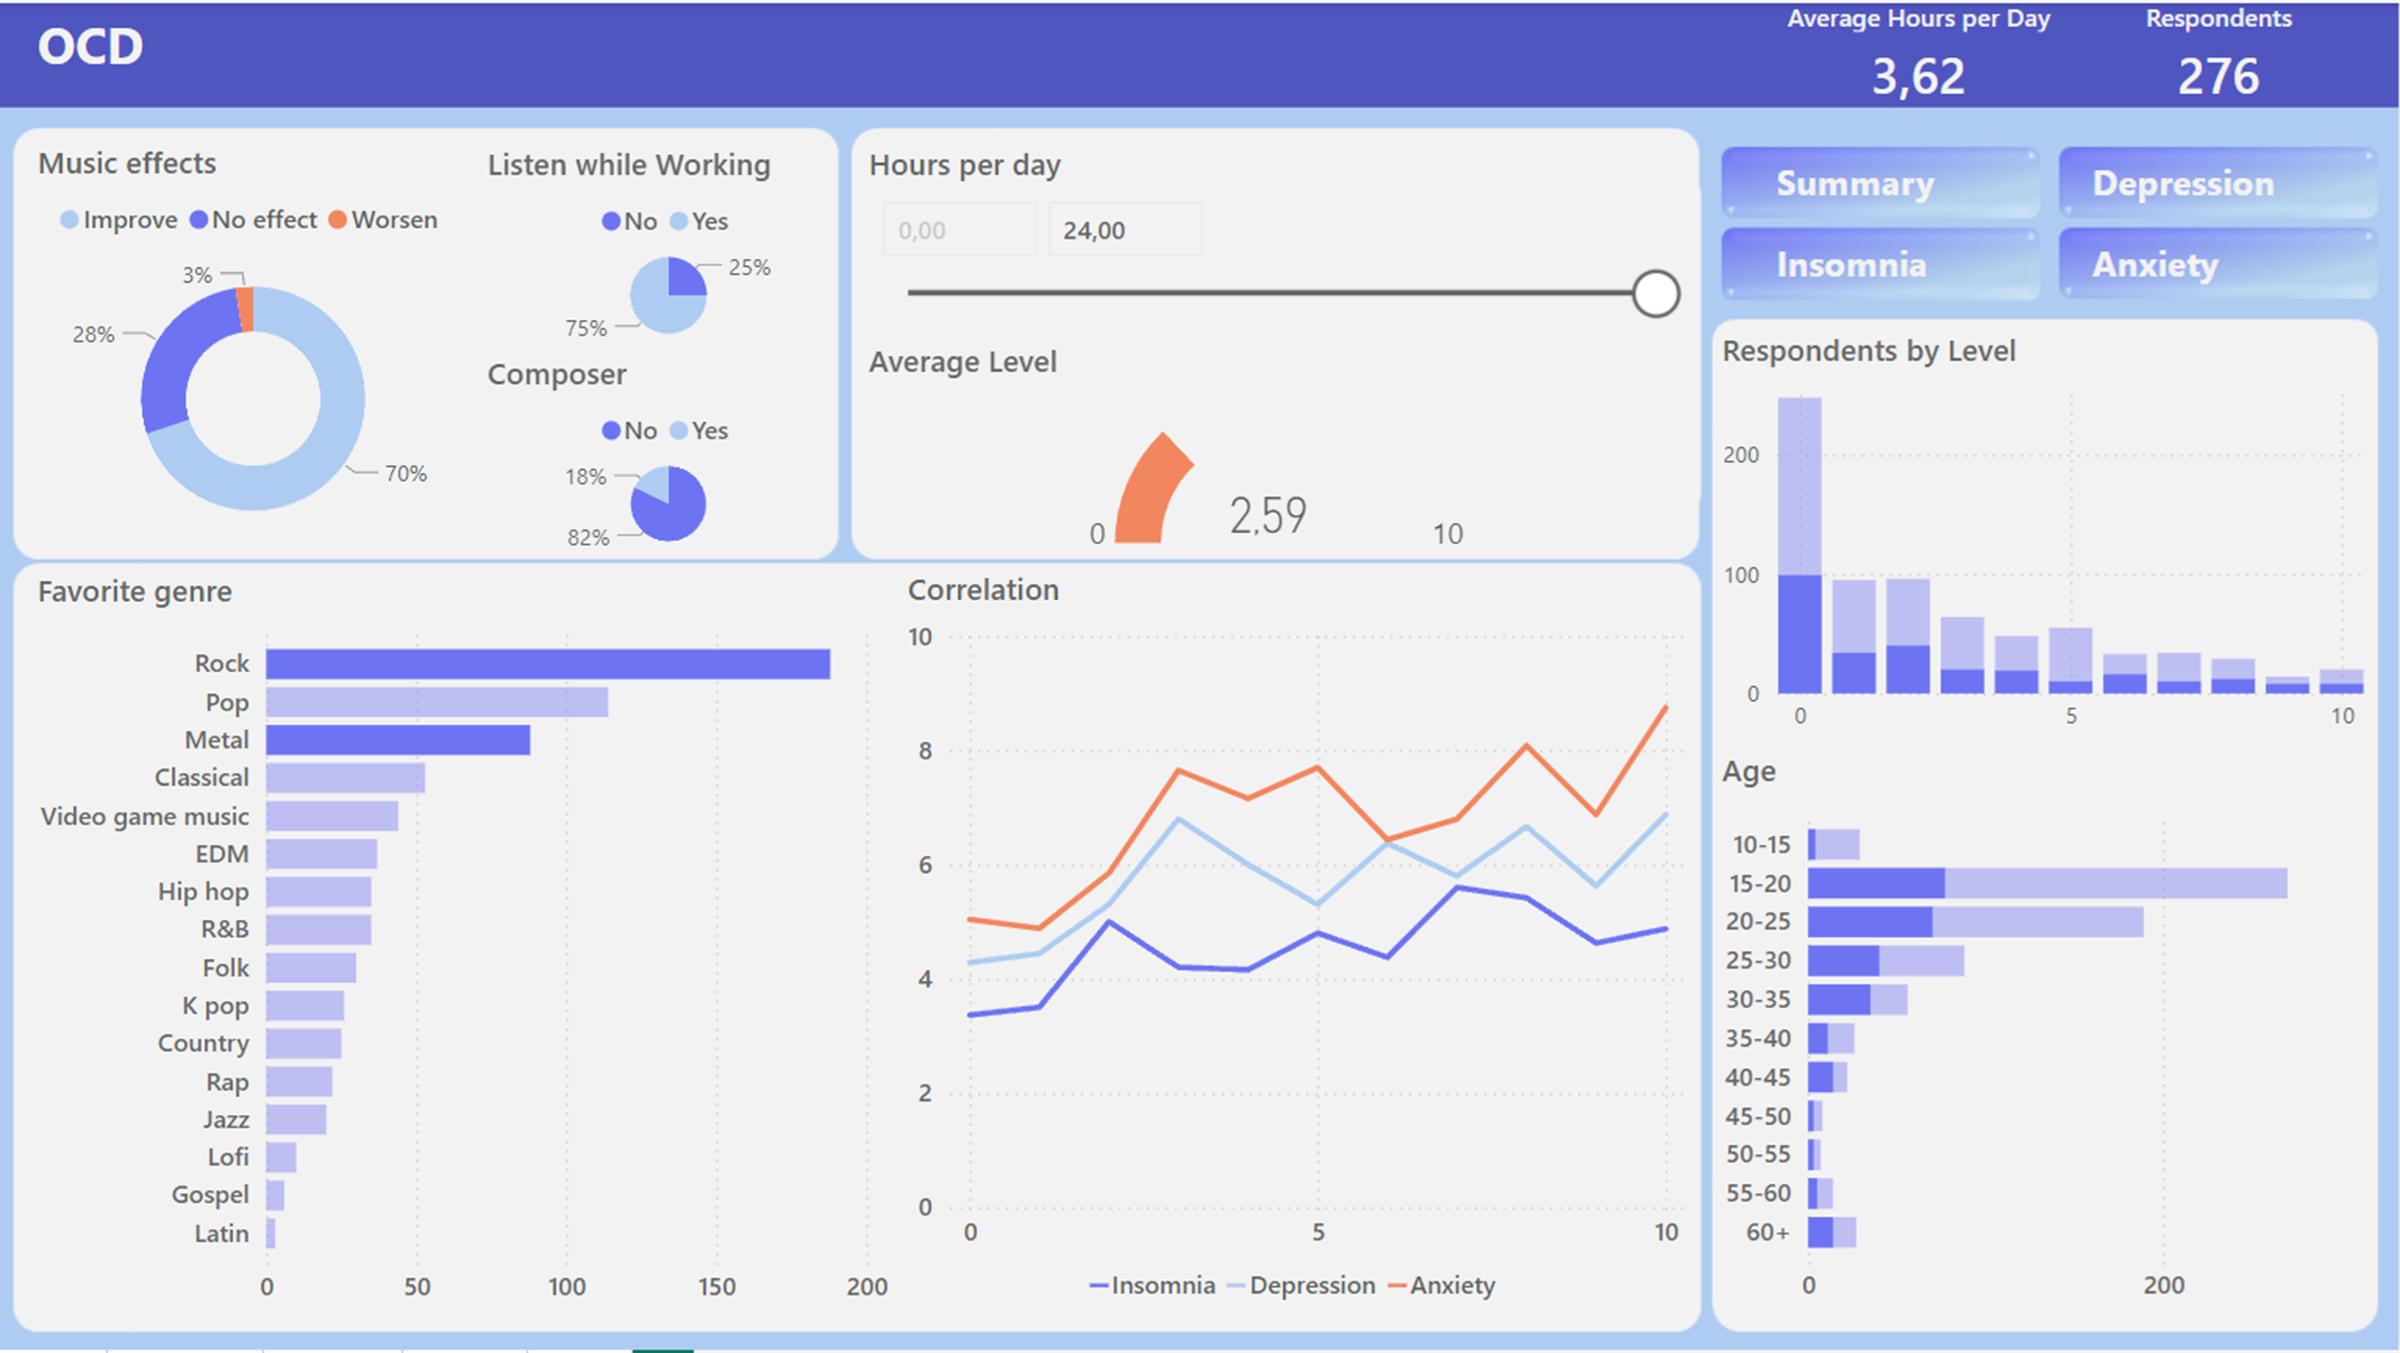 OCD
Average Hours per Day
3,62
Respondents
276
Music effects
Improve No effect Worsen
3%
28%
70%
Listen while Working
No Yes
25%
75%
Composer
No Yes
18%
82%
Hours per day
0,00 24,00
Average Level
0 2,59 10
Summary
Depression
Insomnia
Anxiety
Respondents by Level
200
100
0
0 5 10
Age
10-15
15-20
20-25
25-30
30-35
35-40
40-45
45-50
50-55
55-60
60+
0 200
Favorite genre
Rock
Pop
Metal
Classical
Video game music
EDM
Hip hop
R&B
Folk
K pop
Country
Rap
Jazz
Lofi
Gospel
Latin
0 50 100 150 200
Correlation
10
8
6
4
2
0
0 5 10
Insomnia Depression Anxiety